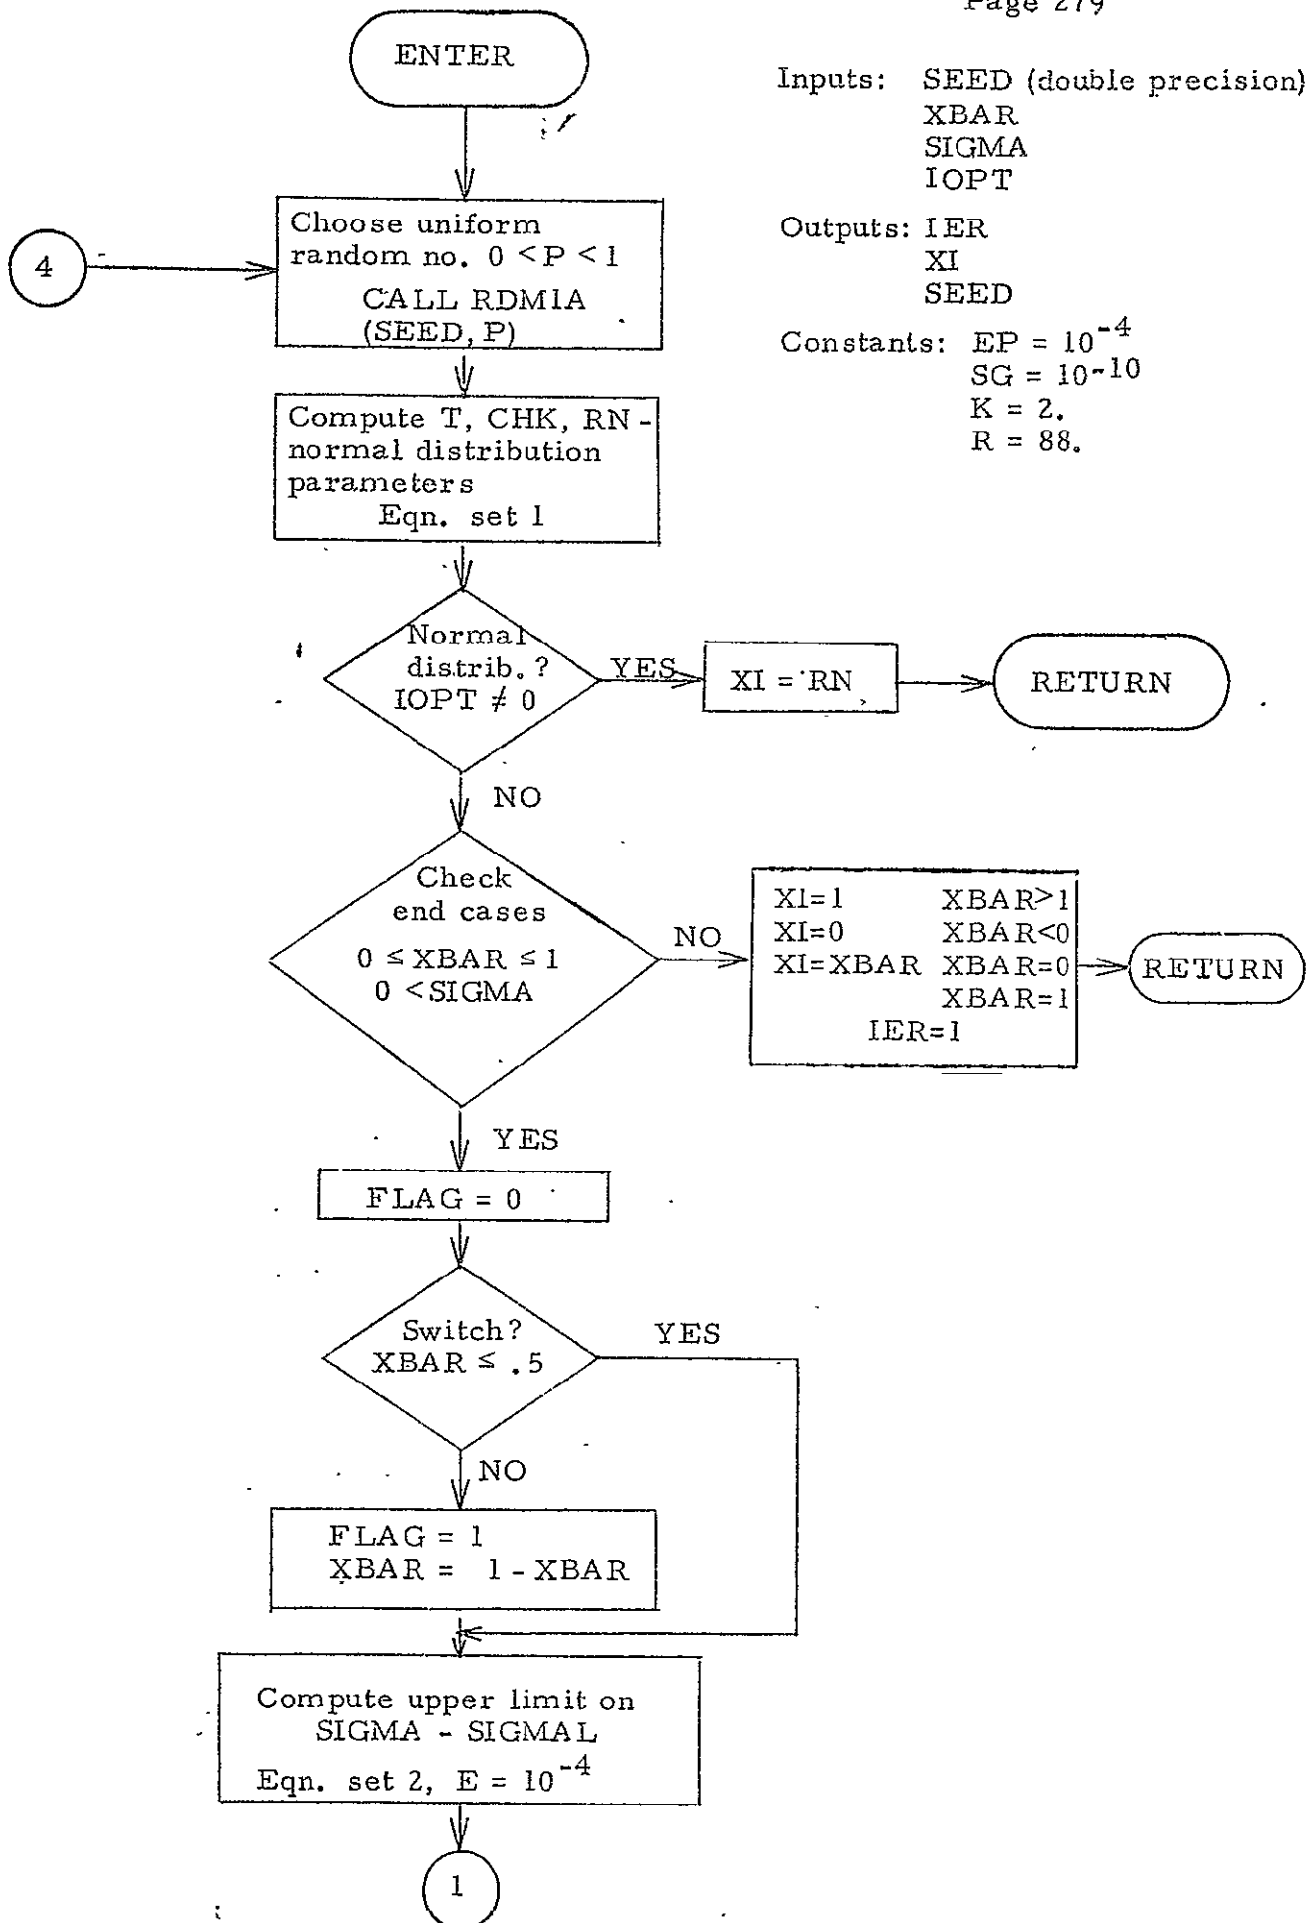 Page 279
ENTER
Inputs: SEED (double precision)
XBAR
SIGMA
IOPT
Outputs: IER
XI
SEED
Constants: EP = 10^-4
SG = 10^-10
K = 2.
R = 88.
4
Choose uniform
random no. 0 < P < 1
CALL RDM1A
(SEED, P)
Compute T, CHK, RN -
normal distribution
parameters
Eqn. set 1
Normal
distrib. ?
IOPT ≠ 0
YES
XI = RN
RETURN
NO
Check
end cases
0 ≤ XBAR ≤ 1
0 < SIGMA
NO
XI=1 XBAR>1
XI=0 XBAR<0
XI=XBAR XBAR=0
XBAR=1
IER=1
RETURN
YES
FLAG = 0
Switch?
XBAR ≤ .5
YES
NO
FLAG = 1
XBAR = 1 - XBAR
Compute upper limit on
SIGMA - SIGMAL
Eqn. set 2, E = 10^-4
1